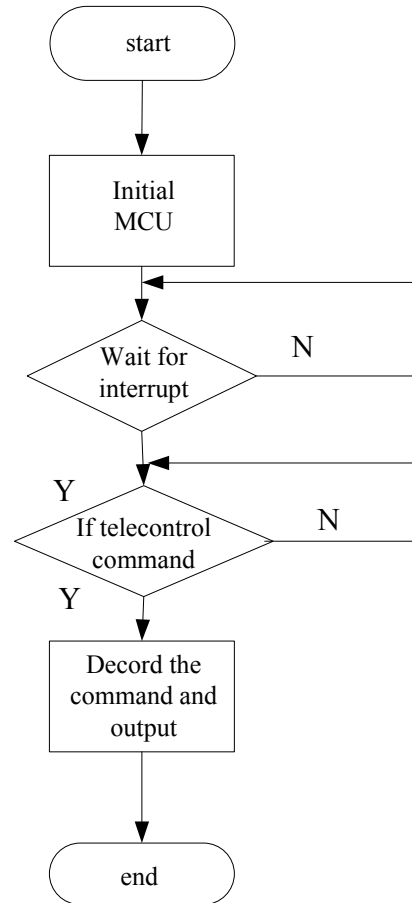 start
Initial
MCU
Wait for
interrupt
N
Y
If telecontrol
command
N
Y
Decord the
command and
output
end